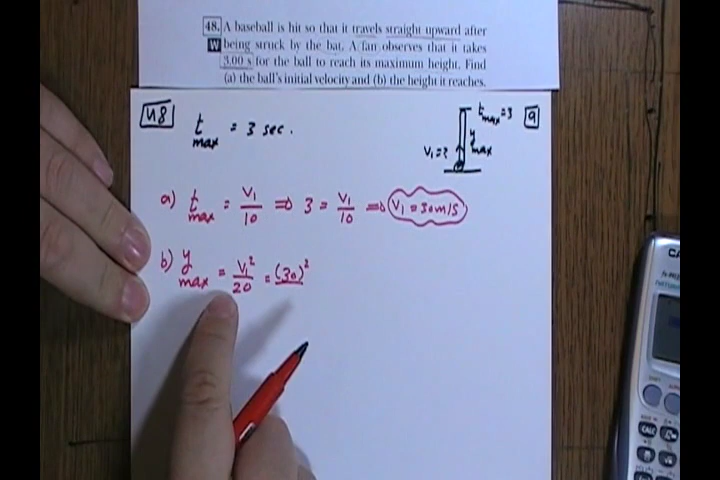 48. A baseball is hit so that it travels straight upward after
W being struck by the bat. A fan observes that it takes
3.00 s for the ball to reach its maximum height. Find
(a) the ball's initial velocity and (b) the height it reaches.
48
t max = 3 sec.
t max = 3
9
y max
V1 = ?
a) t max = V1/10 ⇒ 3 = V1/10 ⇒ V1 = 30 m/s
b) y max = V1²/20 = (30)²
CA
CALC